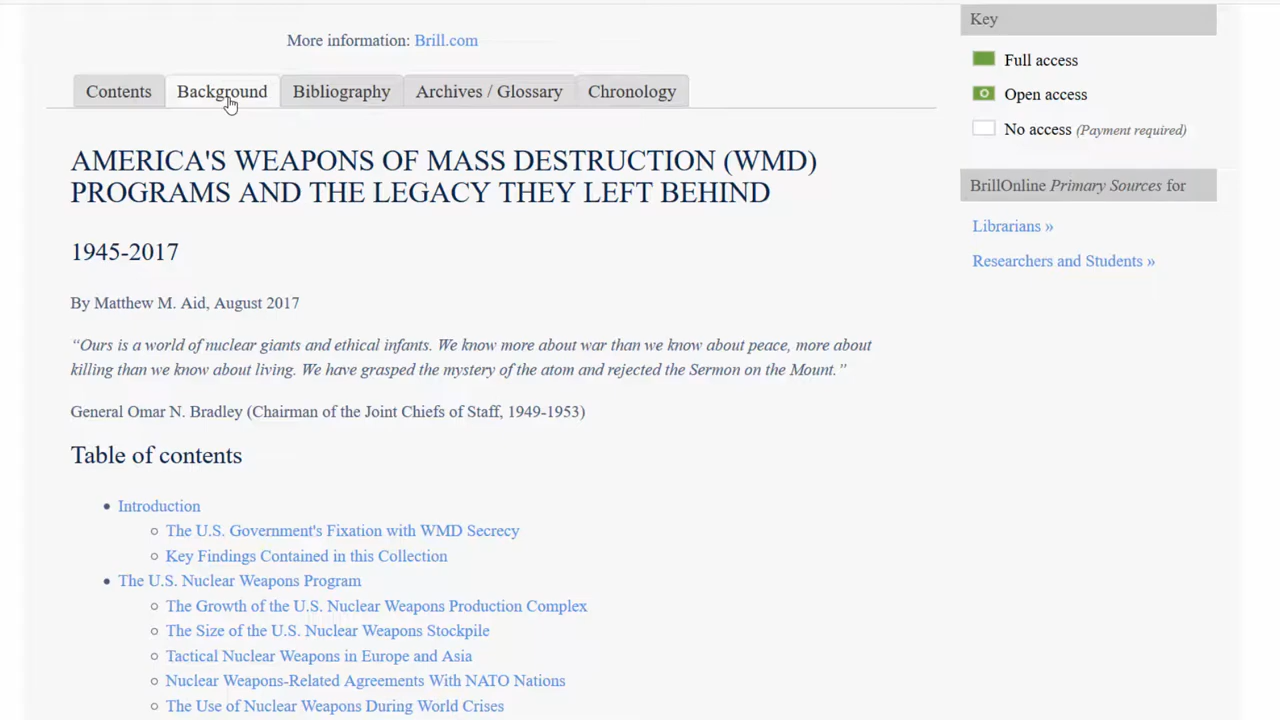 More information: Brill.com
Contents Background Bibliography Archives / Glossary Chronology
AMERICA'S WEAPONS OF MASS DESTRUCTION (WMD)
PROGRAMS AND THE LEGACY THEY LEFT BEHIND
1945-2017
By Matthew M. Aid, August 2017
“Ours is a world of nuclear giants and ethical infants. We know more about war than we know about peace, more about
killing than we know about living. We have grasped the mystery of the atom and rejected the Sermon on the Mount.”
General Omar N. Bradley (Chairman of the Joint Chiefs of Staff, 1949-1953)
Table of contents
Introduction
The U.S. Government's Fixation with WMD Secrecy
Key Findings Contained in this Collection
The U.S. Nuclear Weapons Program
The Growth of the U.S. Nuclear Weapons Production Complex
The Size of the U.S. Nuclear Weapons Stockpile
Tactical Nuclear Weapons in Europe and Asia
Nuclear Weapons-Related Agreements With NATO Nations
The Use of Nuclear Weapons During World Crises
Key
Full access
Open access
No access (Payment required)
BrillOnline Primary Sources for
Librarians »
Researchers and Students »